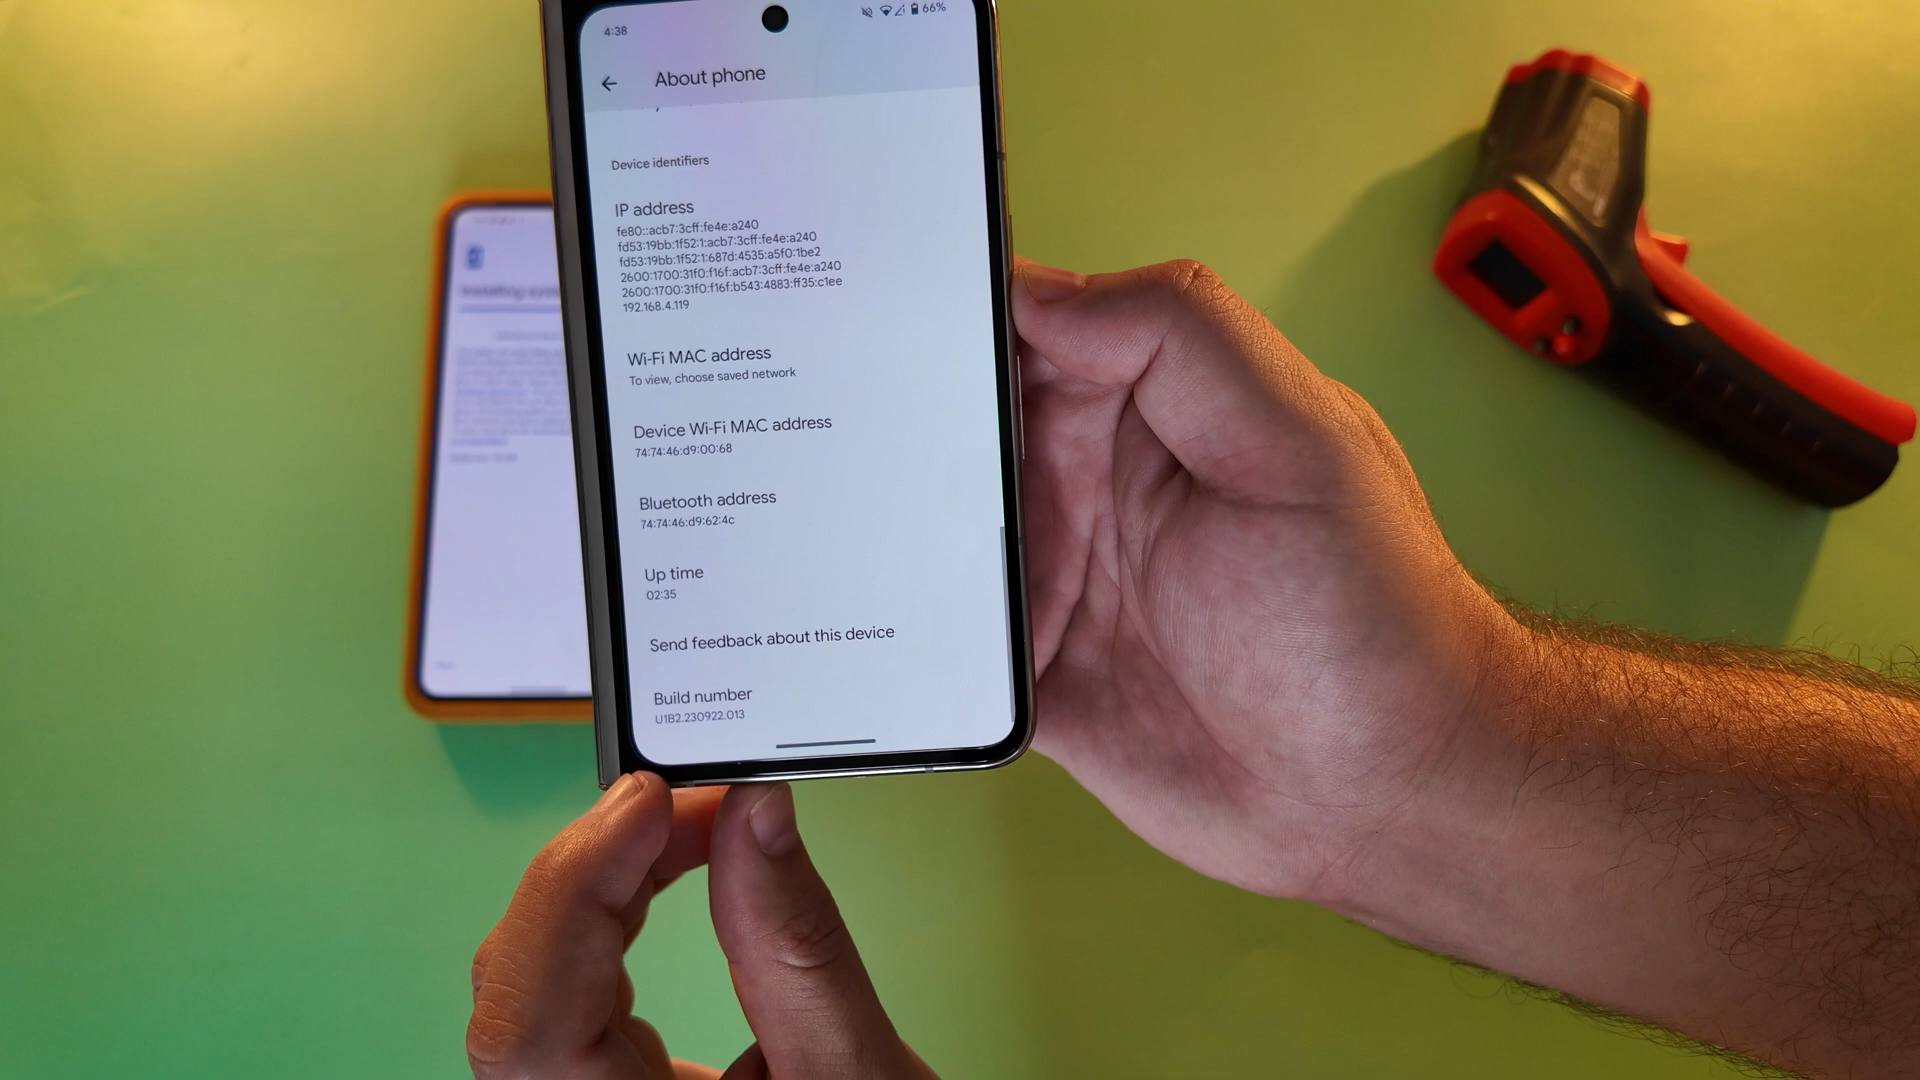 4:38
66%
About phone
Device identifiers
IP address
fe80::acb7:3cff:fe4e:a240
fd53:19bb:1f52:1:acb7:3cff:fe4e:a240
fd53:19bb:1f52:1:687d:4535:a5f0:1be2
2600:1700:31f0:f16f:acb7:3cff:fe4e:a240
2600:1700:31f0:f16f:b543:4883:ff35:c1ee
192.168.4.119
Wi-Fi MAC address
To view, choose saved network
Device Wi-Fi MAC address
74:74:46:d9:00:68
Bluetooth address
74:74:46:d9:62:4c
Up time
02:35
Send feedback about this device
Build number
U1B2.230922.013
Installing